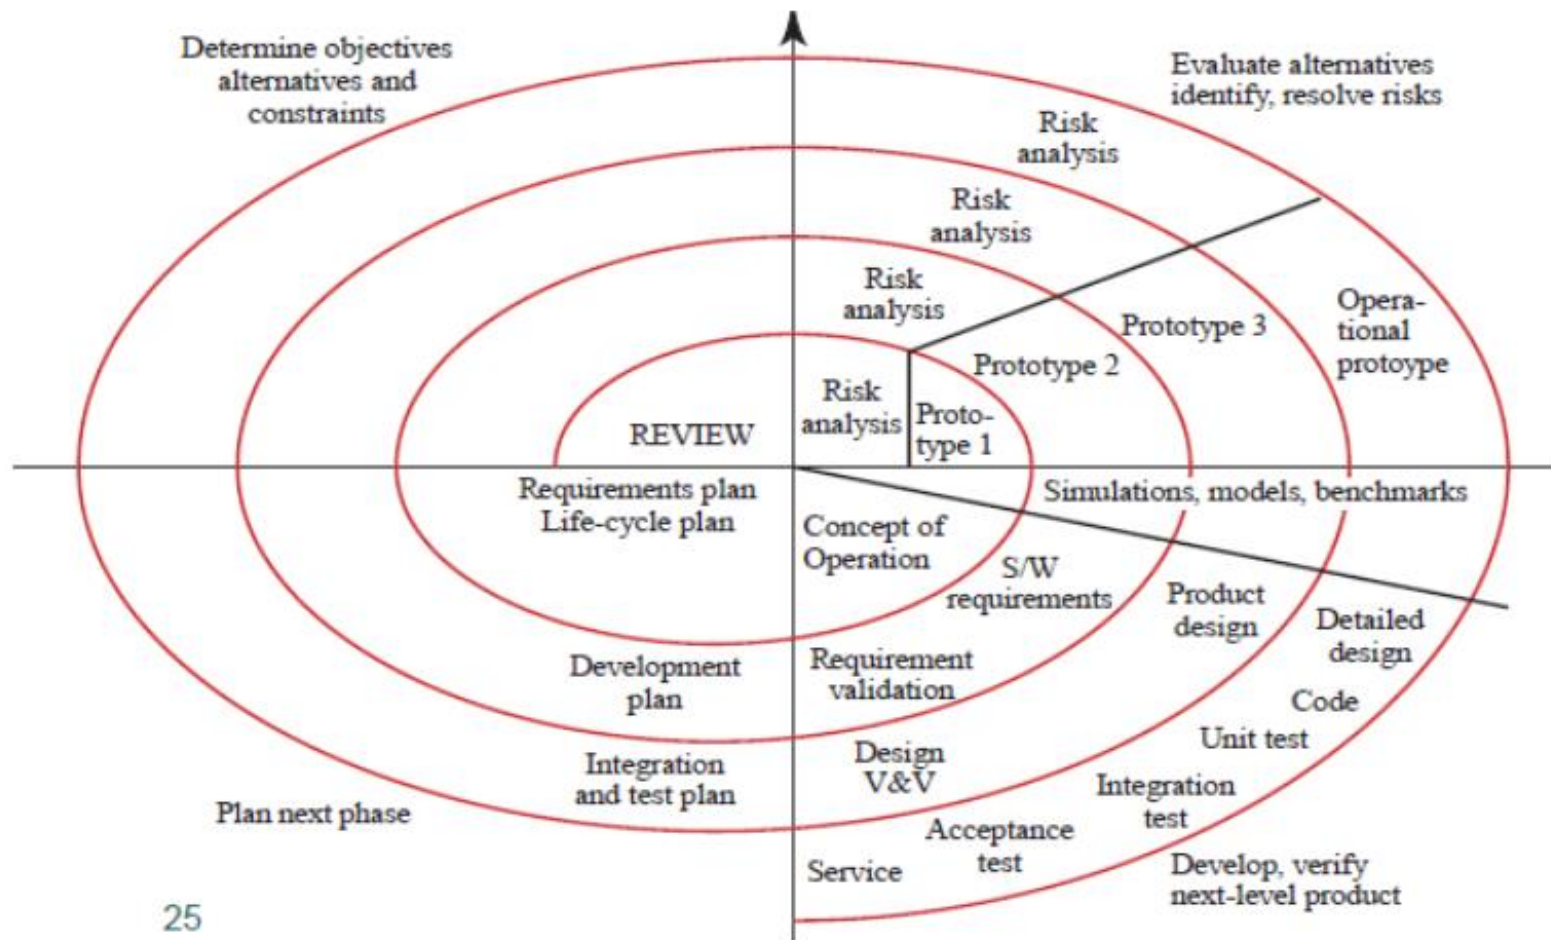 Determine objectives
alternatives and
constraints
Evaluate alternatives
identify, resolve risks
Risk
analysis
Risk
analysis
Risk
analysis
Risk
analysis
REVIEW
Proto-
type 1
Prototype 2
Prototype 3
Opera-
tional
protoype
Requirements plan
Life-cycle plan
Simulations, models, benchmarks
Concept of
Operation
S/W
requirements
Product
design
Detailed
design
Development
plan
Requirement
validation
Code
Unit test
Integration
and test plan
Design
V&V
Integration
test
Plan next phase
Acceptance
test
Service
Develop, verify
next-level product
25